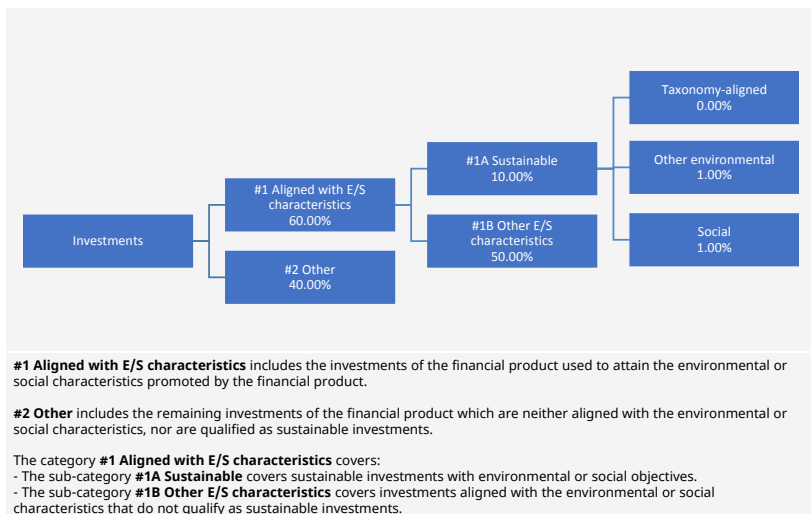 Taxonomy-aligned
0.00%
#1A Sustainable
10.00%
Other environmental
1.00%
#1 Aligned with E/S
characteristics
60.00%
Investments
#1B Other E/S
characteristics
50.00%
Social
1.00%
#2 Other
40.00%
#1 Aligned with E/S characteristics includes the investments of the financial product used to attain the environmental or
social characteristics promoted by the financial product.
#2 Other includes the remaining investments of the financial product which are neither aligned with the environmental or
social characteristics, nor are qualified as sustainable investments.
The category #1 Aligned with E/S characteristics covers:
- The sub-category #1A Sustainable covers sustainable investments with environmental or social objectives.
- The sub-category #1B Other E/S characteristics covers investments aligned with the environmental or social
characteristics that do not qualify as sustainable investments.